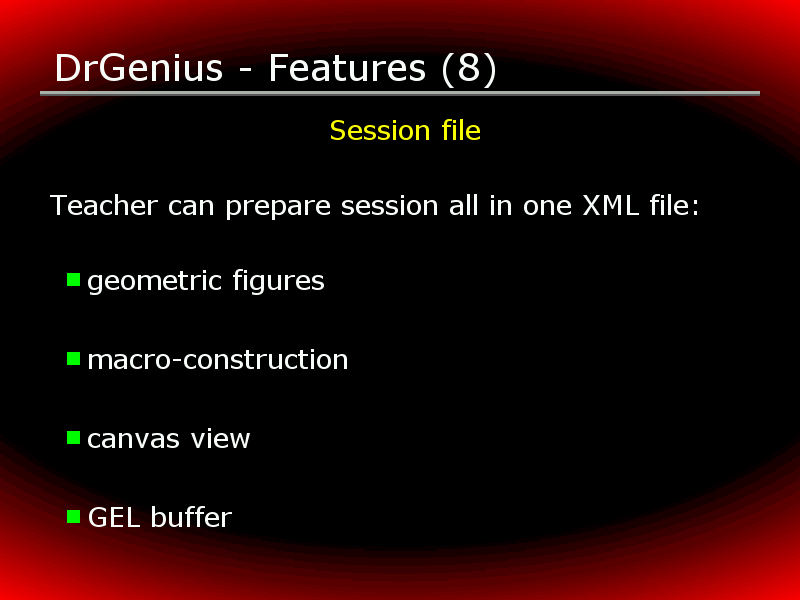 DrGenius - Features (8)
Session file
Teacher can prepare session all in one XML file:
geometric figures
macro-construction
canvas view
GEL buffer